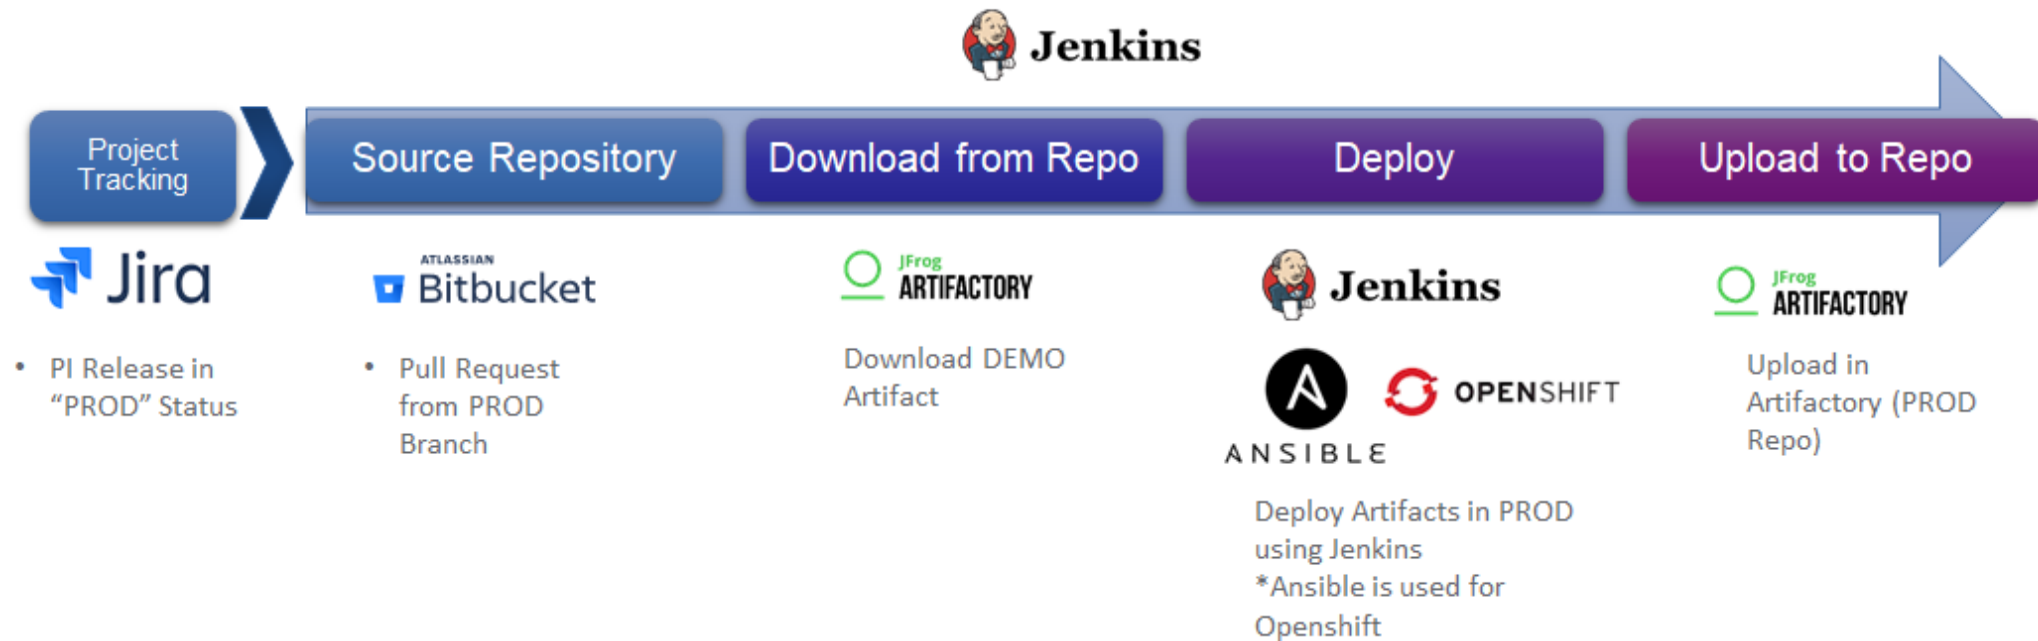 Jenkins
Project
Tracking
Source Repository
Download from Repo
Deploy
Upload to Repo
Jira
ATLASSIAN
Bitbucket
JFrog
ARTIFACTORY
Jenkins
JFrog
ARTIFACTORY
• PI Release in
“PROD” Status
• Pull Request
from PROD
Branch
Download DEMO
Artifact
A
ANSIBLE
OPENSHIFT
Deploy Artifacts in PROD
using Jenkins
*Ansible is used for
Openshift
Upload in
Artifactory (PROD
Repo)